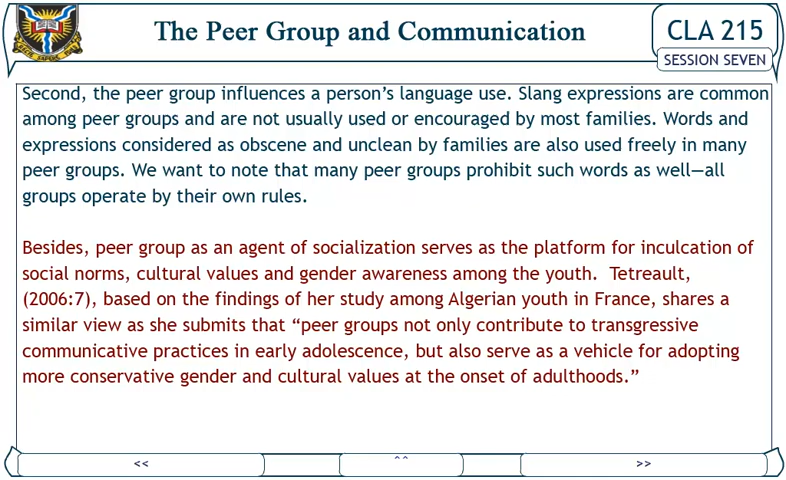 The Peer Group and Communication
CLA 215
SESSION SEVEN
Second, the peer group influences a person’s language use. Slang expressions are common
among peer groups and are not usually used or encouraged by most families. Words and
expressions considered as obscene and unclean by families are also used freely in many
peer groups. We want to note that many peer groups prohibit such words as well—all
groups operate by their own rules.
Besides, peer group as an agent of socialization serves as the platform for inculcation of
social norms, cultural values and gender awareness among the youth.  Tetreault,
(2006:7), based on the findings of her study among Algerian youth in France, shares a
similar view as she submits that “peer groups not only contribute to transgressive
communicative practices in early adolescence, but also serve as a vehicle for adopting
more conservative gender and cultural values at the onset of adulthoods.”
<< ^^ >>